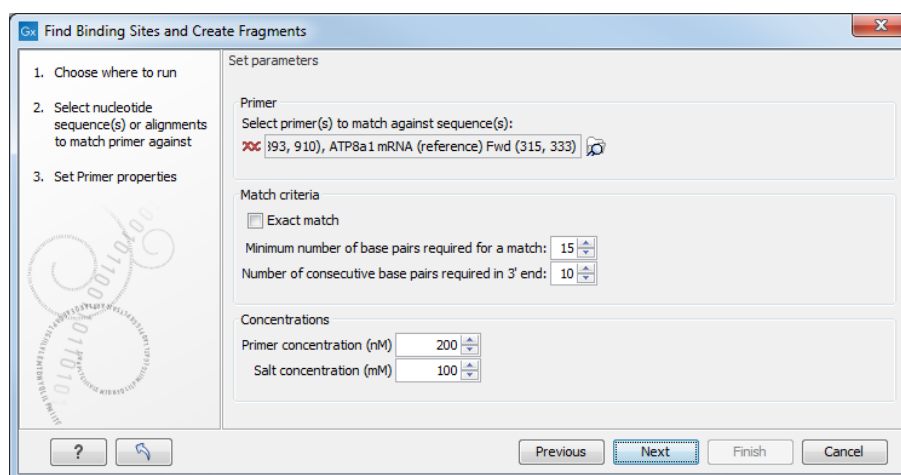 Gx Find Binding Sites and Create Fragments
1. Choose where to run
2. Select nucleotide
sequence(s) or alignments
to match primer against
3. Set Primer properties
Set parameters
Primer
Select primer(s) to match against sequence(s):
393, 910), ATP8a1 mRNA (reference) Fwd (315, 333)
Match criteria
Exact match
Minimum number of base pairs required for a match: 15
Number of consecutive base pairs required in 3' end: 10
Concentrations
Primer concentration (nM) 200
Salt concentration (mM) 100
?
Previous
Next
Finish
Cancel